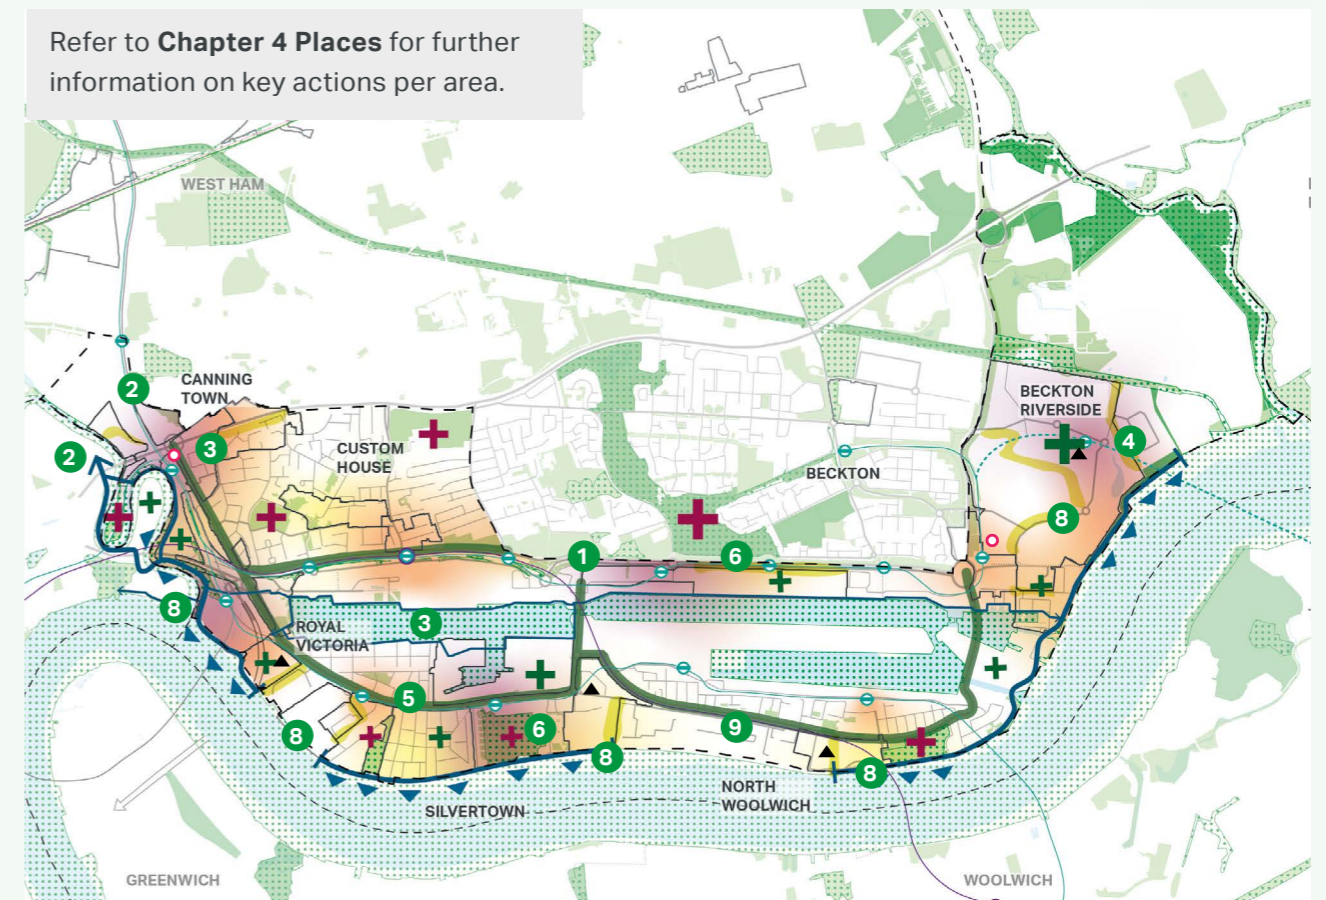 Refer to Chapter 4 Places for further
information on key actions per area.
WEST HAM
CANNING
TOWN
2
3
2
CUSTOM
HOUSE
BECKTON
RIVERSIDE
4
BECKTON
8
1
6
8
3
ROYAL
VICTORIA
5
8
6
9
8
8
SILVERTOWN
NORTH
WOOLWICH
GREENWICH
WOOLWICH